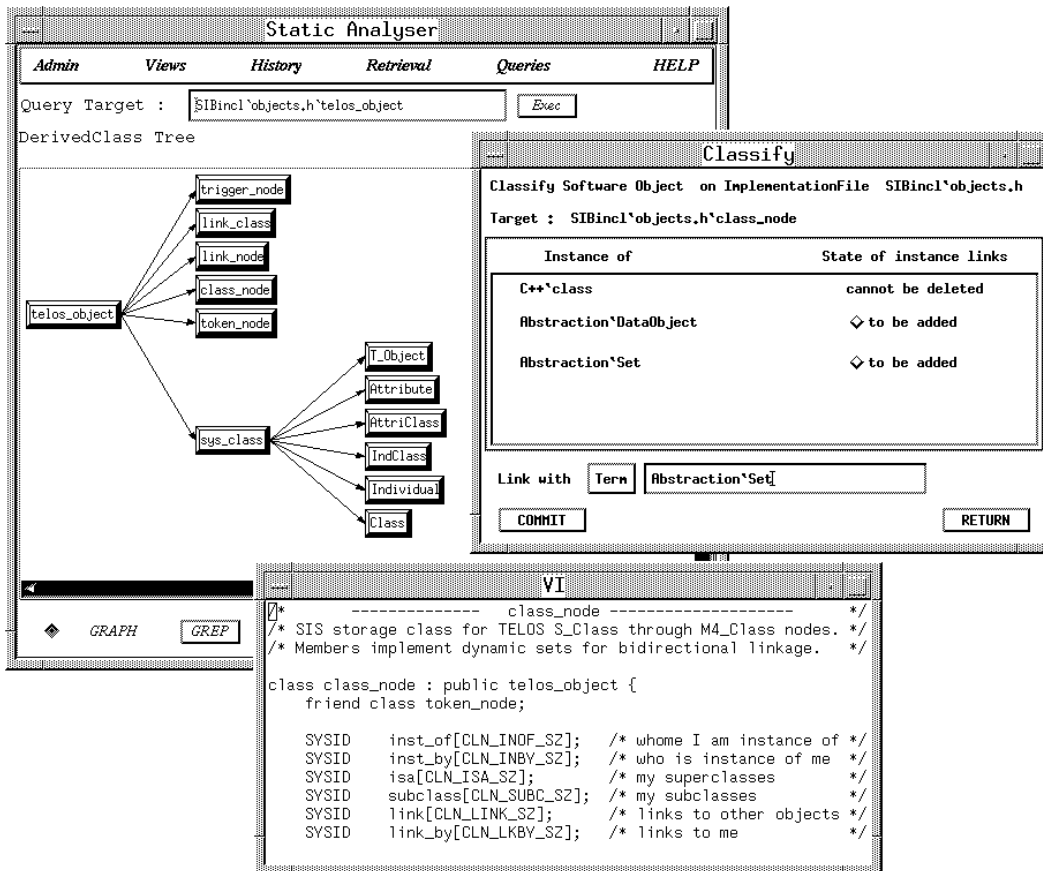 Static Analyser
Admin Views History Retrieval Queries HELP
Query Target : SIBincl`objects.h`telos_object Exec
DerivedClass Tree
trigger_node
link_class
link_node
class_node
telos_object
token_node
T_Object
Attribute
AttriClass
sys_class
IndClass
Individual
Class
GRAPH GREP
Classify
Classify Software Object on ImplementationFile SIBincl`objects.h
Target : SIBincl`objects.h`class_node
Instance of State of instance links
C++`class cannot be deleted
Abstraction`DataObject to be added
Abstraction`Set to be added
Link with Term Abstraction`Set
COMMIT RETURN
VI
/* -------------- class_node -------------------- */
/* SIS storage class for TELOS S_Class through M4_Class nodes. */
/* Members implement dynamic sets for bidirectional linkage. */
class class_node : public telos_object {
friend class token_node;
SYSID inst_of[CLN_INOF_SZ]; /* whome I am instance of */
SYSID inst_by[CLN_INBY_SZ]; /* who is instance of me */
SYSID isa[CLN_ISA_SZ]; /* my superclasses */
SYSID subclass[CLN_SUBC_SZ]; /* my subclasses */
SYSID link[CLN_LINK_SZ]; /* links to other objects */
SYSID link_by[CLN_LKBY_SZ]; /* links to me */